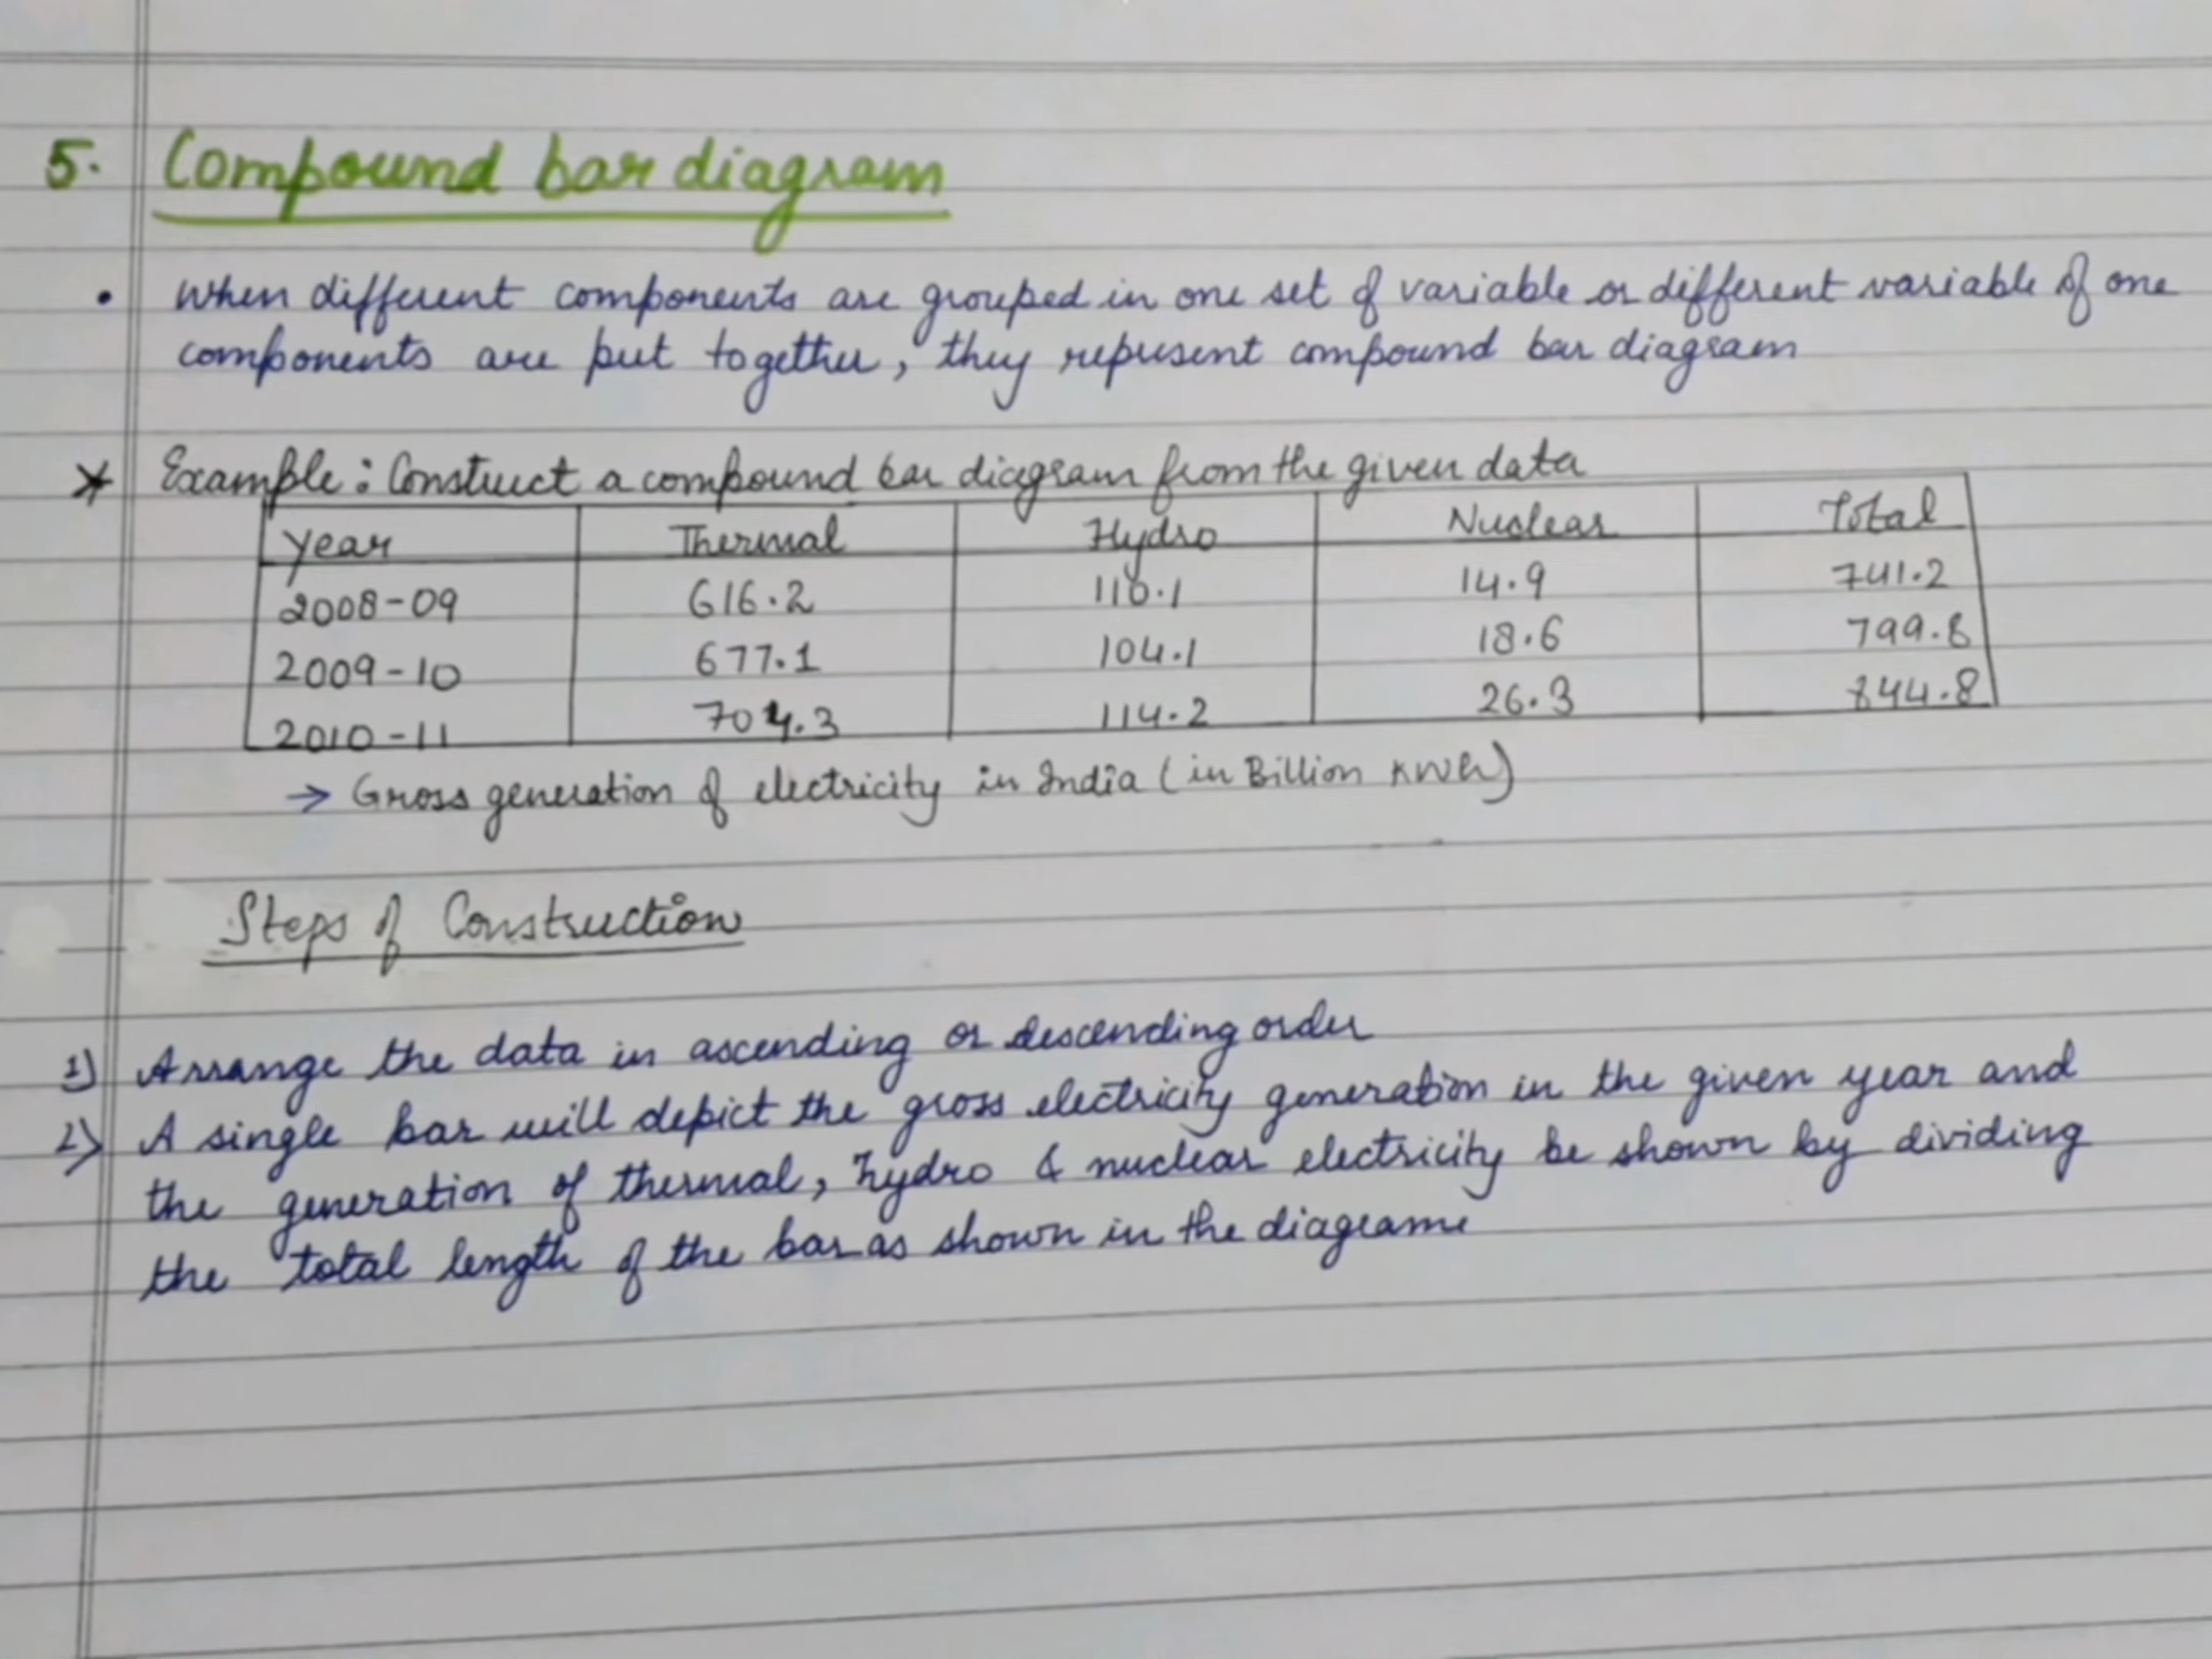 5. Compound bar diagram
• When different components are grouped in one set of variable or different variable of one
components are put together, they represent compound bar diagram
* Example: Construct a compound bar diagram from the given data
Year Thermal Hydro Nuclear Total
2008-09 616.2 110.1 14.9 741.2
2009-10 677.1 104.1 18.6 799.8
2010-11 704.3 114.2 26.3 844.8
→ Gross generation of electricity in India (in Billion KWh)
Steps of Construction
1) Arrange the data in ascending or descending order
2) A single bar will depict the gross electricity generation in the given year and
the generation of thermal, hydro & nuclear electricity be shown by dividing
the total length of the bar as shown in the diagrame